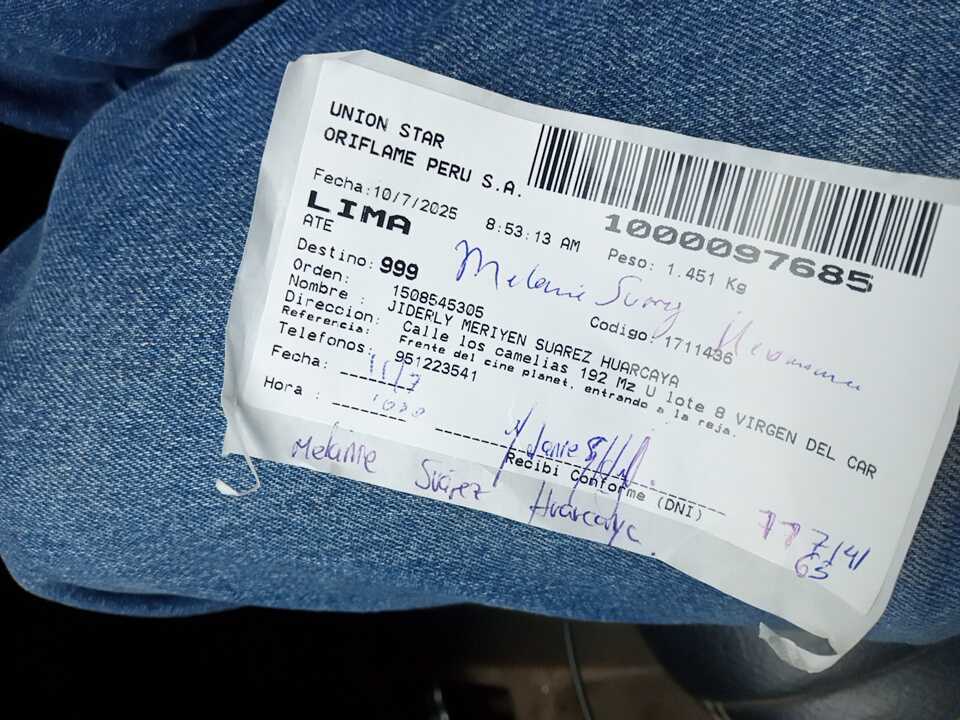 UNION STAR
ORIFLAME PERU S.A.
Fecha:10/7/2025 8:53:13 AM
1000097685
LIMA
ATE
Peso: 1.451 Kg
Destino: 999
Melanie Suarez Huarcaya
Orden: 1508545305
Codigo: 1711436
Nombre : JIDERLY MERIYEN SUAREZ HUARCAYA
Direccion: Calle los camelias 192 Mz U lote 8 VIRGEN DEL CAR
Referencia: Frente del cine planet, entrando a la reja.
Telefonos: 951223541
Fecha: 11/7
Hora :
Recibi Conforme (DNI)
Melanie Suárez Huarcaya